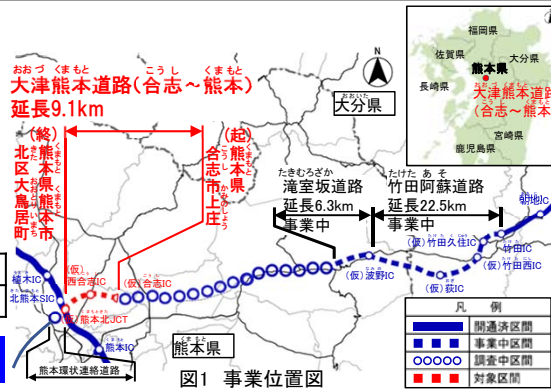 おおづ くまもと こうし くまもと
大津熊本道路(合志～熊本)
延長9.1km
(終)熊本県熊本市
北区大鳥居町
(起)熊本県
合志市上庄
N
おおいた
大分県
たきむろざか
滝室坂道路
延長6.3km
事業中
たけた あそ
竹田阿蘇道路
延長22.5km
事業中
朝地IC
竹田IC
(仮)竹田西IC
(仮)竹田久住IC
(仮)荻IC
(仮)波野IC
(仮)合志IC
(仮)
西合志IC
植木IC
北熊本SIC
(仮)熊本北JCT
熊本IC
熊本環状連絡道路
くまもと
熊本県
図1 事業位置図
福岡県
佐賀県
大分県
長崎県
熊本県
大津熊本道路
(合志～熊本
宮崎県
鹿児島県
凡 例
開通済区間
事業中区間
調査中区間
対象区間